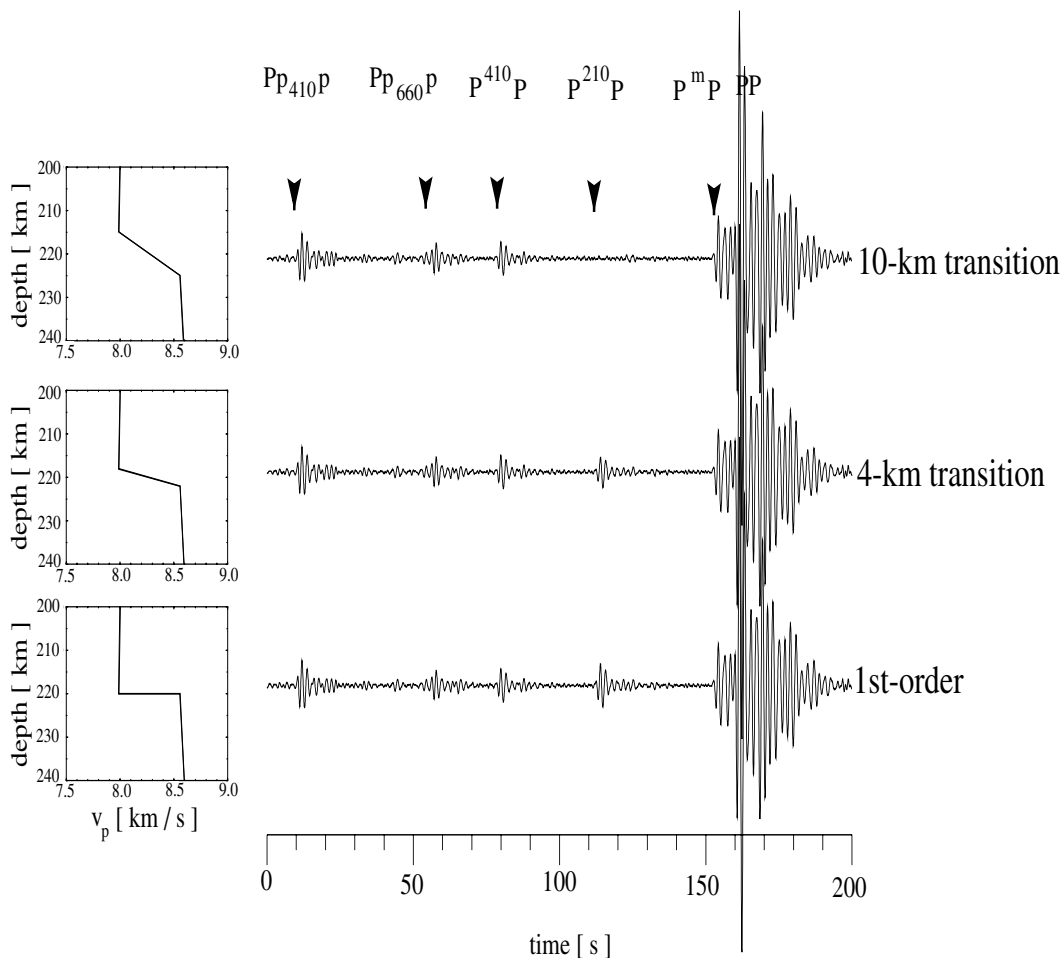 Pp410p Pp660p P410P P210P PmP PP
200
210
220
230
240
7.5 8.0 8.5 9.0
depth [ km ]
10-km transition
200
210
220
230
240
7.5 8.0 8.5 9.0
depth [ km ]
4-km transition
200
210
220
230
240
7.5 8.0 8.5 9.0
depth [ km ]
vp [ km / s ]
1st-order
0 50 100 150 200
time [ s ]